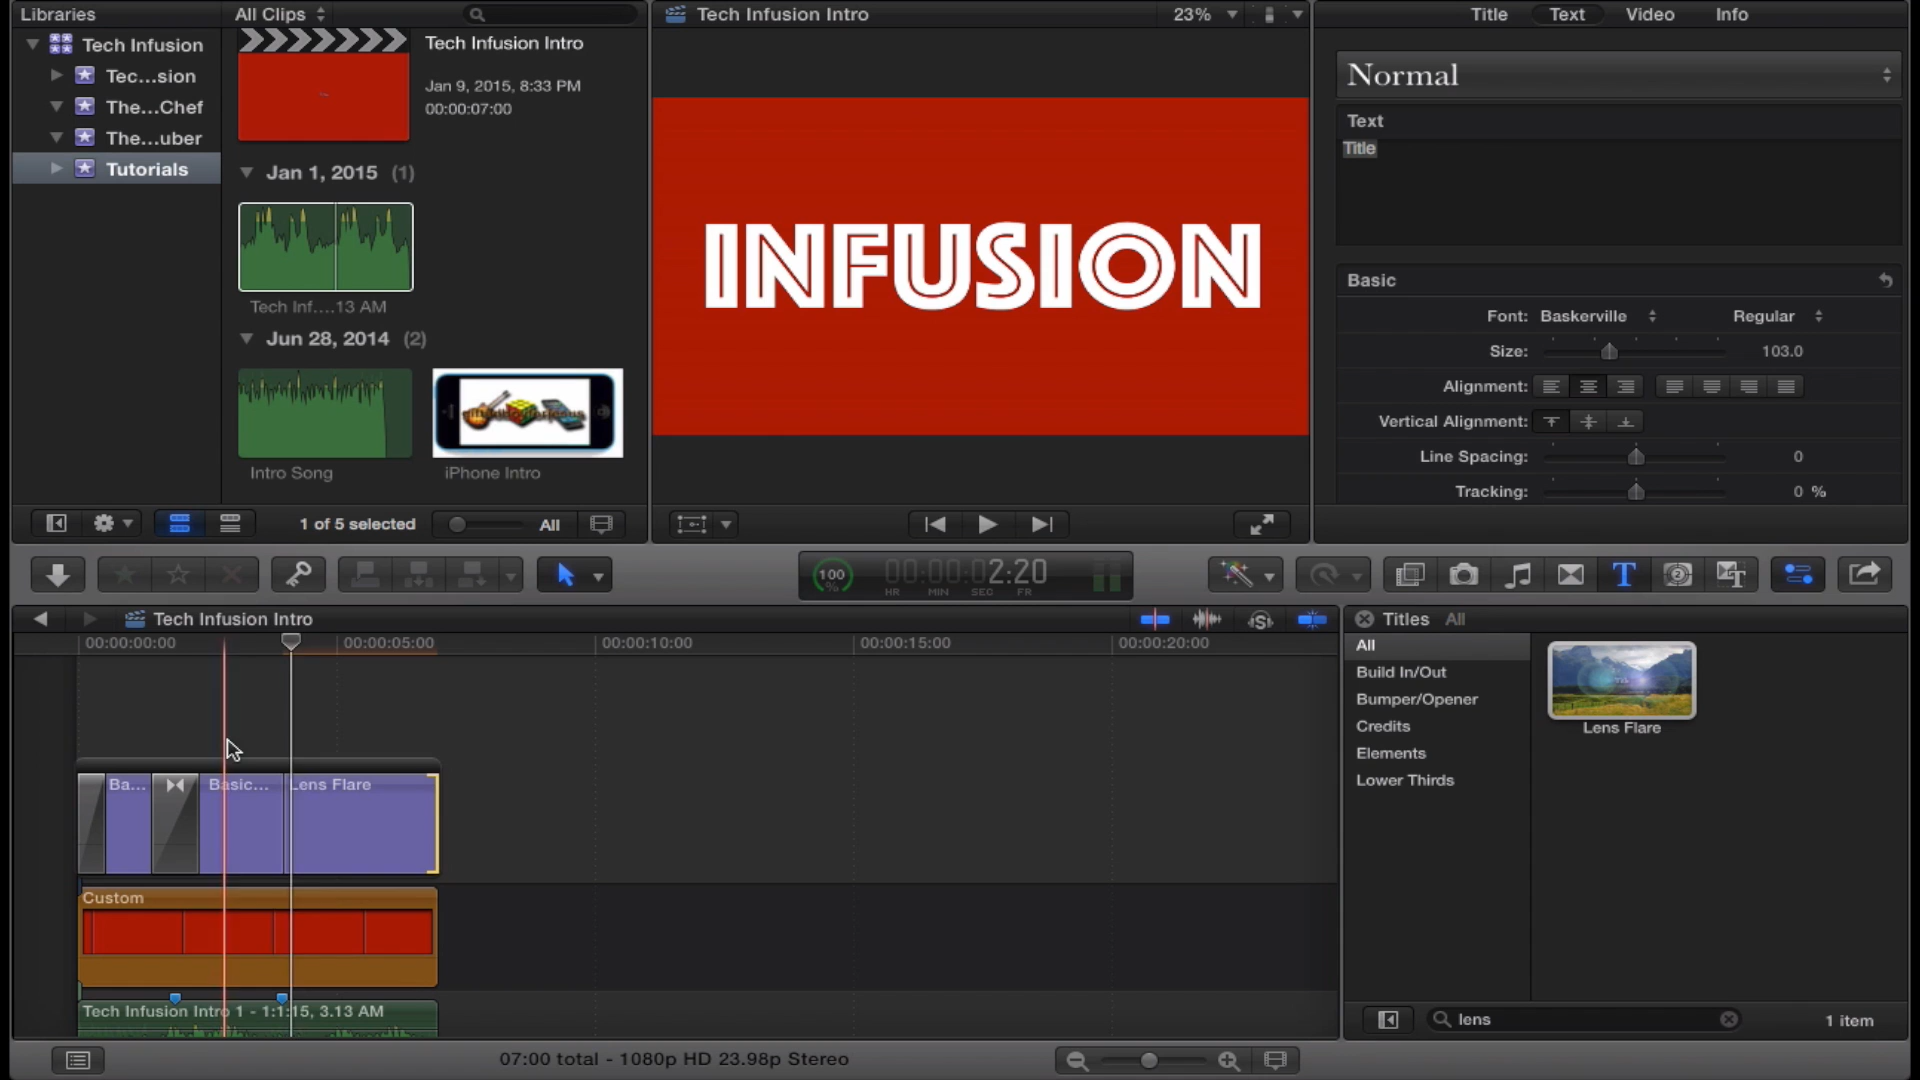 Libraries
All Clips
Tech Infusion
Tec...sion
The...Chef
The...uber
Tutorials
Tech Infusion Intro
Jan 9, 2015, 8:33 PM
00:00:07:00
Jan 1, 2015 (1)
Tech Inf....13 AM
Jun 28, 2014 (2)
Intro Song
iPhone Intro
1 of 5 selected
All
Tech Infusion Intro
23%
INFUSION
Title Text Video Info
Normal
Text
Title
Basic
Font: Baskerville Regular
Size: 103.0
Alignment:
Vertical Alignment:
Line Spacing: 0
Tracking: 0 %
100 %
00:00:02:20
HR MIN SEC FR
Tech Infusion Intro
00:00:00:00 00:00:05:00 00:00:10:00 00:00:15:00 00:00:20:00
Ba... Basic... Lens Flare
Custom
Tech Infusion Intro 1 - 1:1:15, 3.13 AM
07:00 total - 1080p HD 23.98p Stereo
Titles All
All
Build In/Out
Bumper/Opener
Credits
Elements
Lower Thirds
Lens Flare
lens
1 item